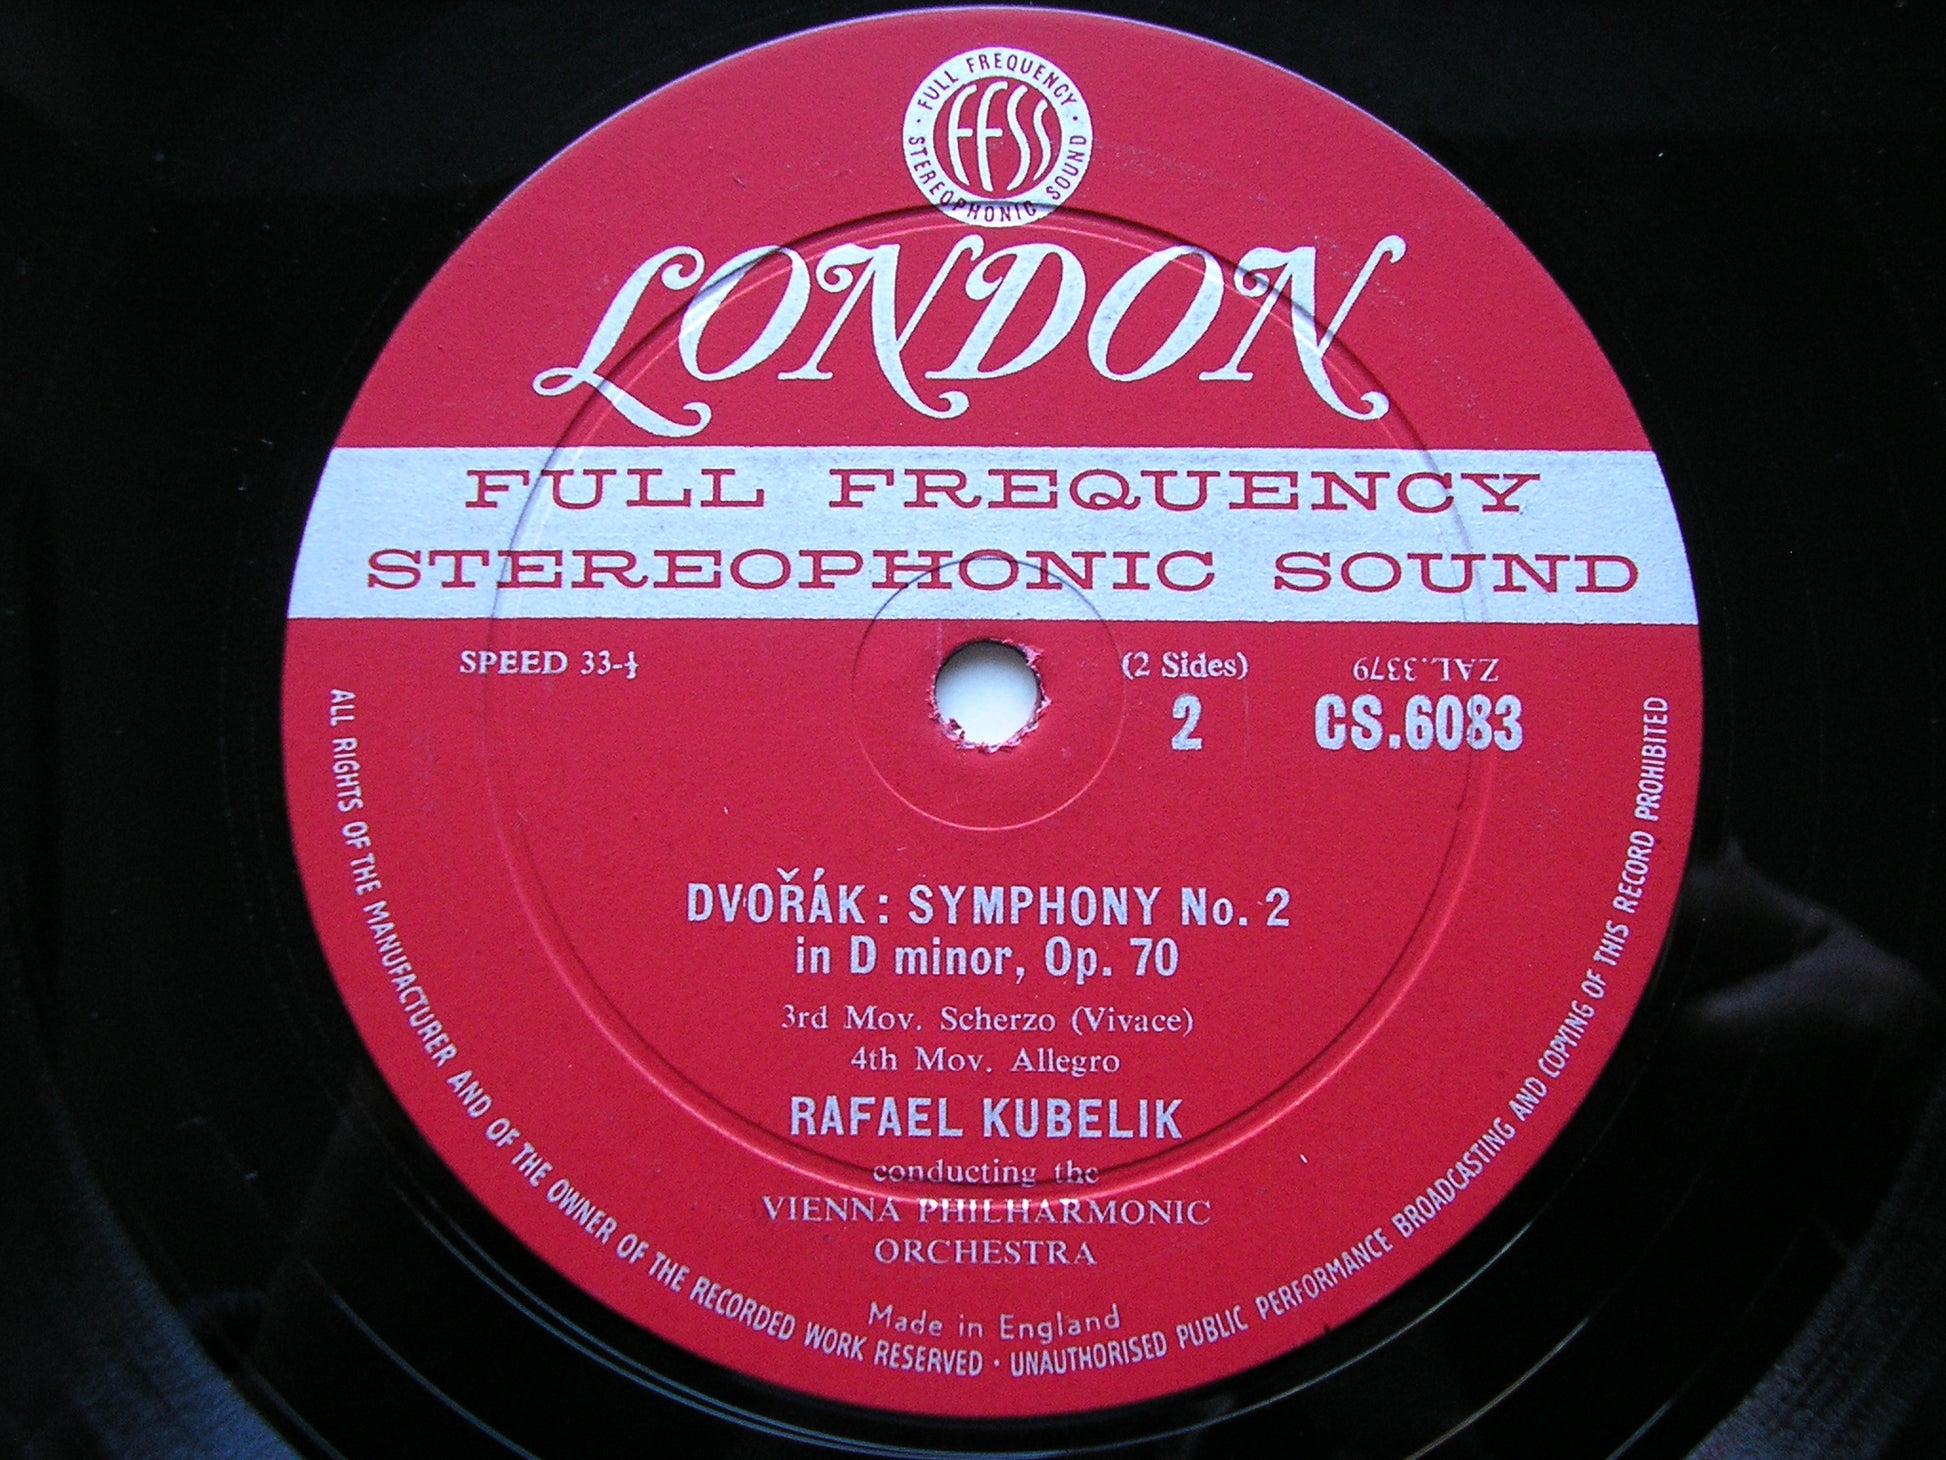 · FULL FREQUENCY ·
FFSS
STEREOPHONIC SOUND
LONDON
FULL FREQUENCY
STEREOPHONIC SOUND
SPEED 33-⅓
(2 Sides)
2
ZAL.3379
CS.6083
DVOŘÁK: SYMPHONY No. 2
in D minor, Op. 70
3rd Mov. Scherzo (Vivace)
4th Mov. Allegro
RAFAEL KUBELIK
conducting the
VIENNA PHILHARMONIC
ORCHESTRA
Made in England
ALL RIGHTS OF THE MANUFACTURER AND OF THE OWNER OF THE RECORDED WORK RESERVED · UNAUTHORISED PUBLIC PERFORMANCE BROADCASTING AND COPYING OF THIS RECORD PROHIBITED